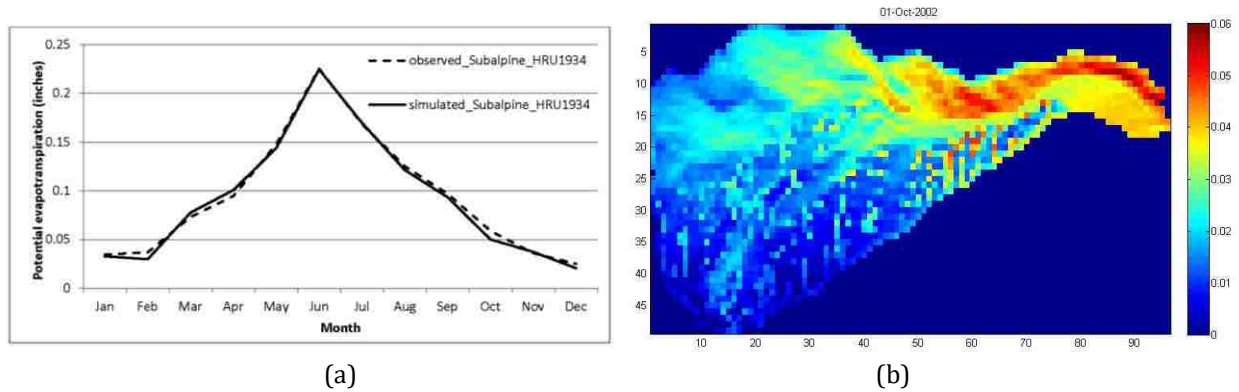 0.25
0.2
0.15
0.1
0.05
0
Potential evapotranspiration (inches)
observed_Subalpine_HRU1934
simulated_Subalpine_HRU1934
Jan Feb Mar Apr May Jun Jul Aug Sep Oct Nov Dec
Month
(a)
01-Oct-2002
5
10
15
20
25
30
35
40
45
10 20 30 40 50 60 70 80 90
0.06
0.05
0.04
0.03
0.02
0.01
0
(b)